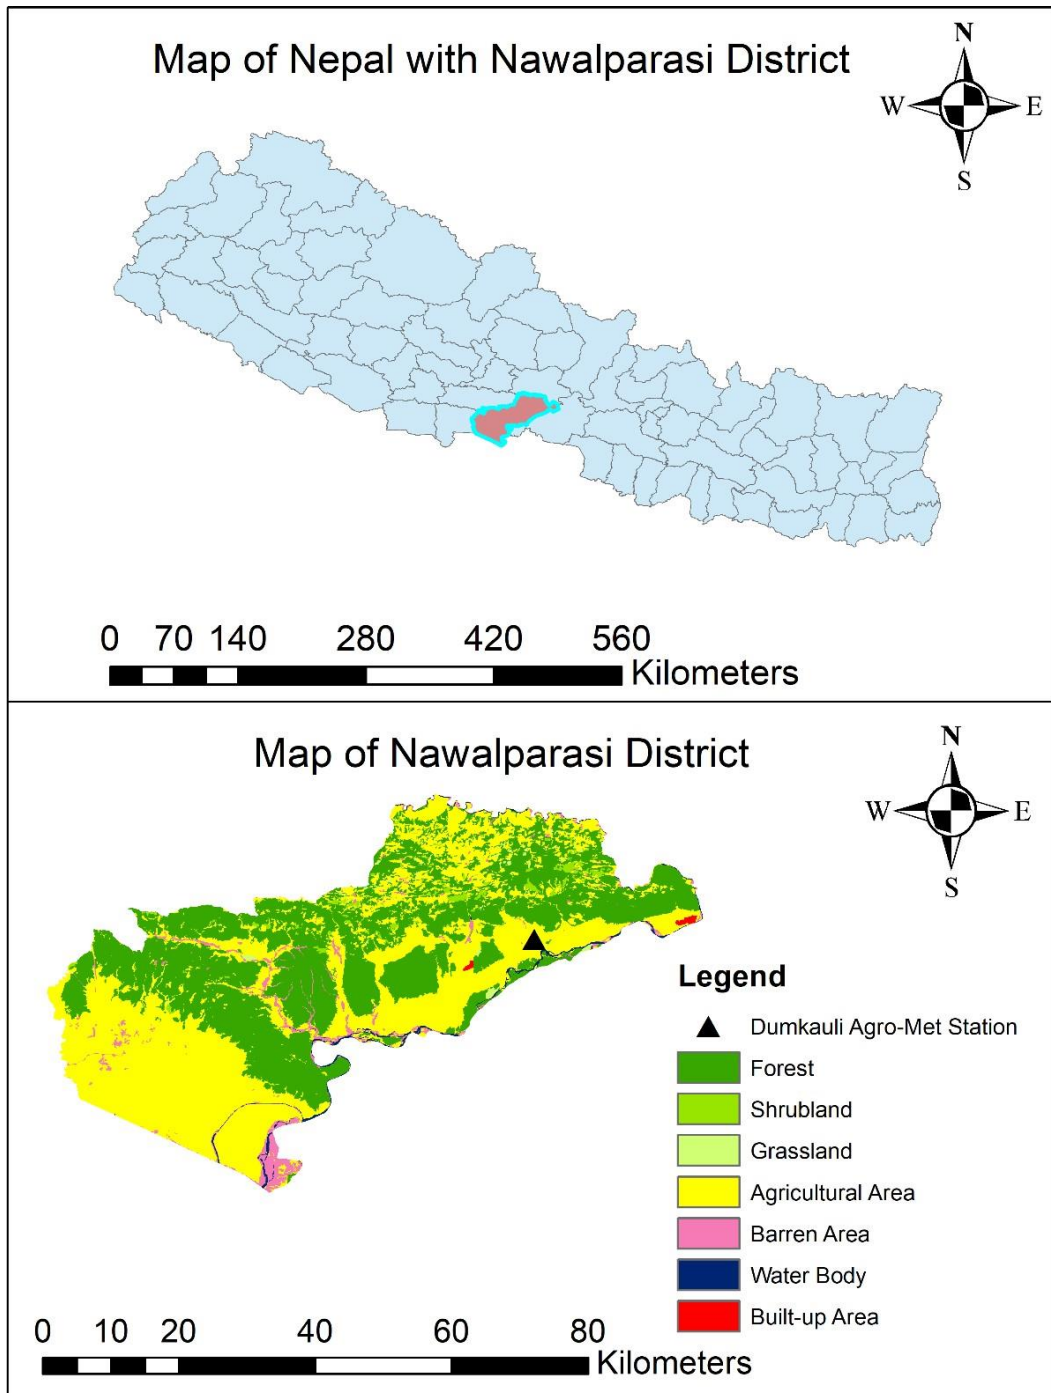 Map of Nepal with Nawalparasi District
N
W E
S
0 70 140 280 420 560
Kilometers
Map of Nawalparasi District
N
W E
S
Legend
Dumkauli Agro-Met Station
Forest
Shrubland
Grassland
Agricultural Area
Barren Area
Water Body
Built-up Area
0 10 20 40 60 80
Kilometers